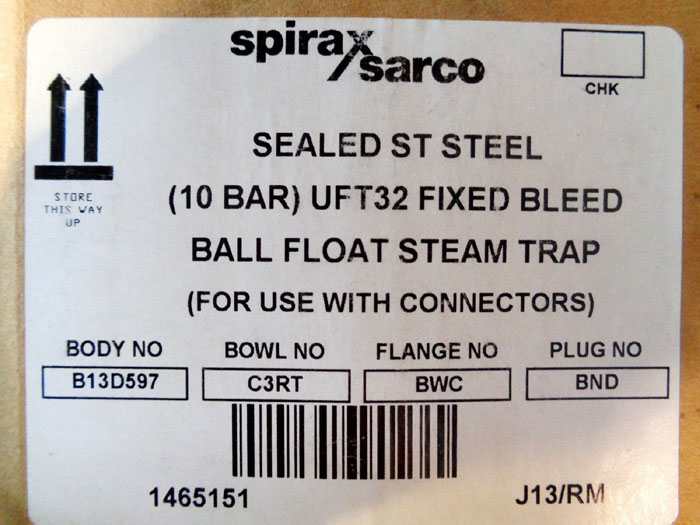 spirax
sarco
CHK
STORE
THIS WAY
UP
SEALED ST STEEL
(10 BAR) UFT32 FIXED BLEED
BALL FLOAT STEAM TRAP
(FOR USE WITH CONNECTORS)
BODY NO BOWL NO FLANGE NO PLUG NO
B13D597 C3RT BWC BND
1465151 J13/RM